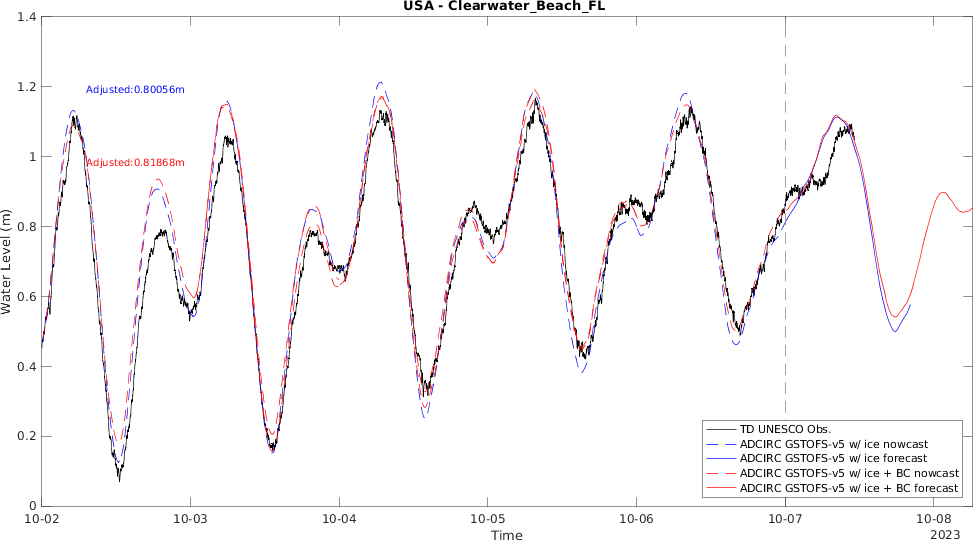 USA - Clearwater_Beach_FL
1.4
1.2
1
0.8
0.6
0.4
0.2
0
Water Level (m)
Adjusted:0.80056m
Adjusted:0.81868m
TD UNESCO Obs.
ADCIRC GSTOFS-v5 w/ ice nowcast
ADCIRC GSTOFS-v5 w/ ice forecast
ADCIRC GSTOFS-v5 w/ ice + BC nowcast
ADCIRC GSTOFS-v5 w/ ice + BC forecast
10-02 10-03 10-04 10-05 10-06 10-07 10-08
Time
2023